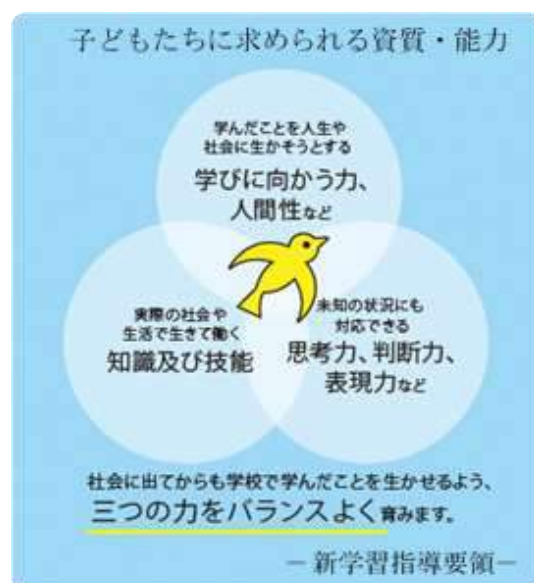 子どもたちに求められる資質・能力
学んだことを人生や
社会に生かそうとする
学びに向かう力、
人間性など
実際の社会や
生活で生きて働く
知識及び技能
未知の状況にも
対応できる
思考力、判断力、
表現力など
社会に出てからも学校で学んだことを生かせるよう、
三つの力をバランスよく育みます。
－新学習指導要領－